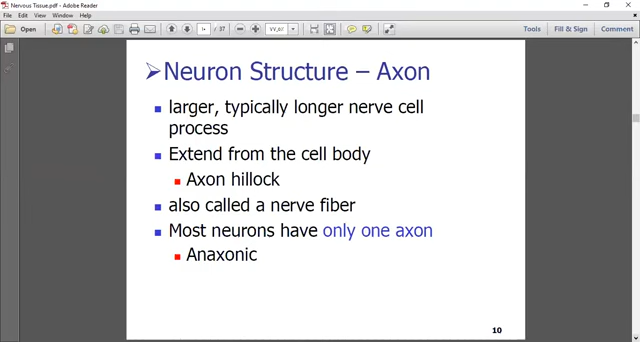 Nervous Tissue.pdf - Adobe Reader
File Edit View Window Help
Open / 37 Tools Fill & Sign Comment
Neuron Structure – Axon
larger, typically longer nerve cell
process
Extend from the cell body
Axon hillock
also called a nerve fiber
Most neurons have only one axon
Anaxonic
10